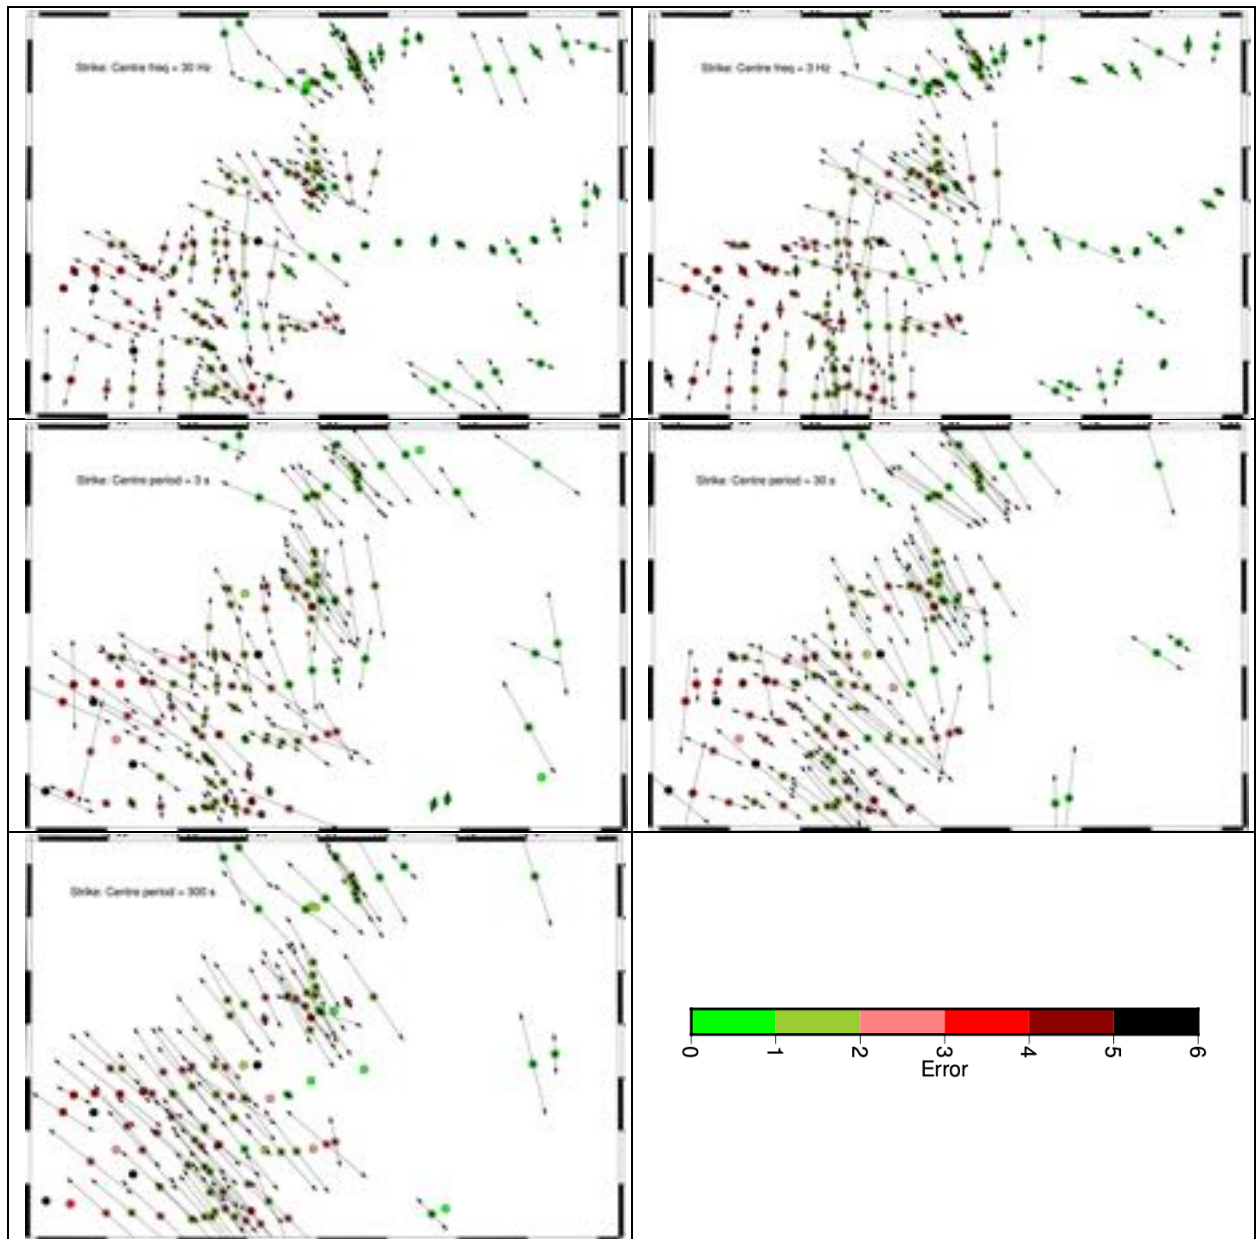 Strike: Centre freq = 30 Hz
Strike: Centre freq = 3 Hz
Strike: Centre period = 3 s
Strike: Centre period = 30 s
Strike: Centre period = 300 s
0 1 2 3 4 5 6
Error